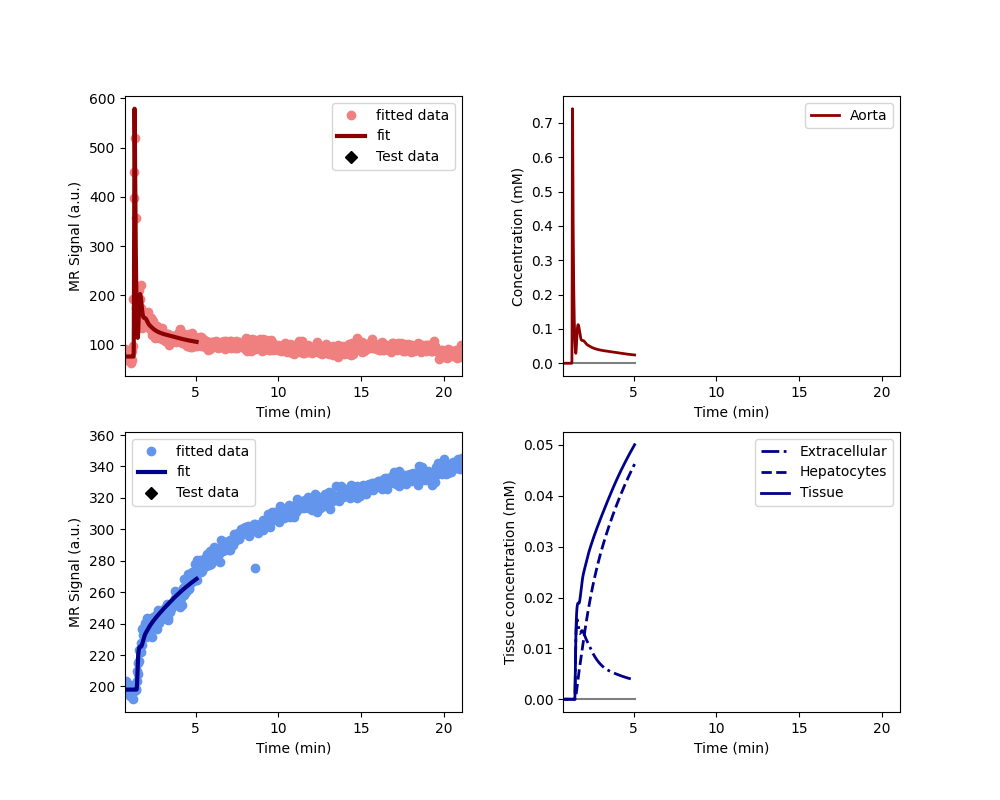 600
500
400
300
200
100
MR Signal (a.u.)
5
10
15
20
Time (min)
fitted data
fit
Test data
0.7
0.6
0.5
0.4
0.3
0.2
0.1
0.0
Concentration (mM)
5
10
15
20
Time (min)
Aorta
360
340
320
300
280
260
240
220
200
MR Signal (a.u.)
5
10
15
20
Time (min)
fitted data
fit
Test data
0.05
0.04
0.03
0.02
0.01
0.00
Tissue concentration (mM)
5
10
15
20
Time (min)
Extracellular
Hepatocytes
Tissue